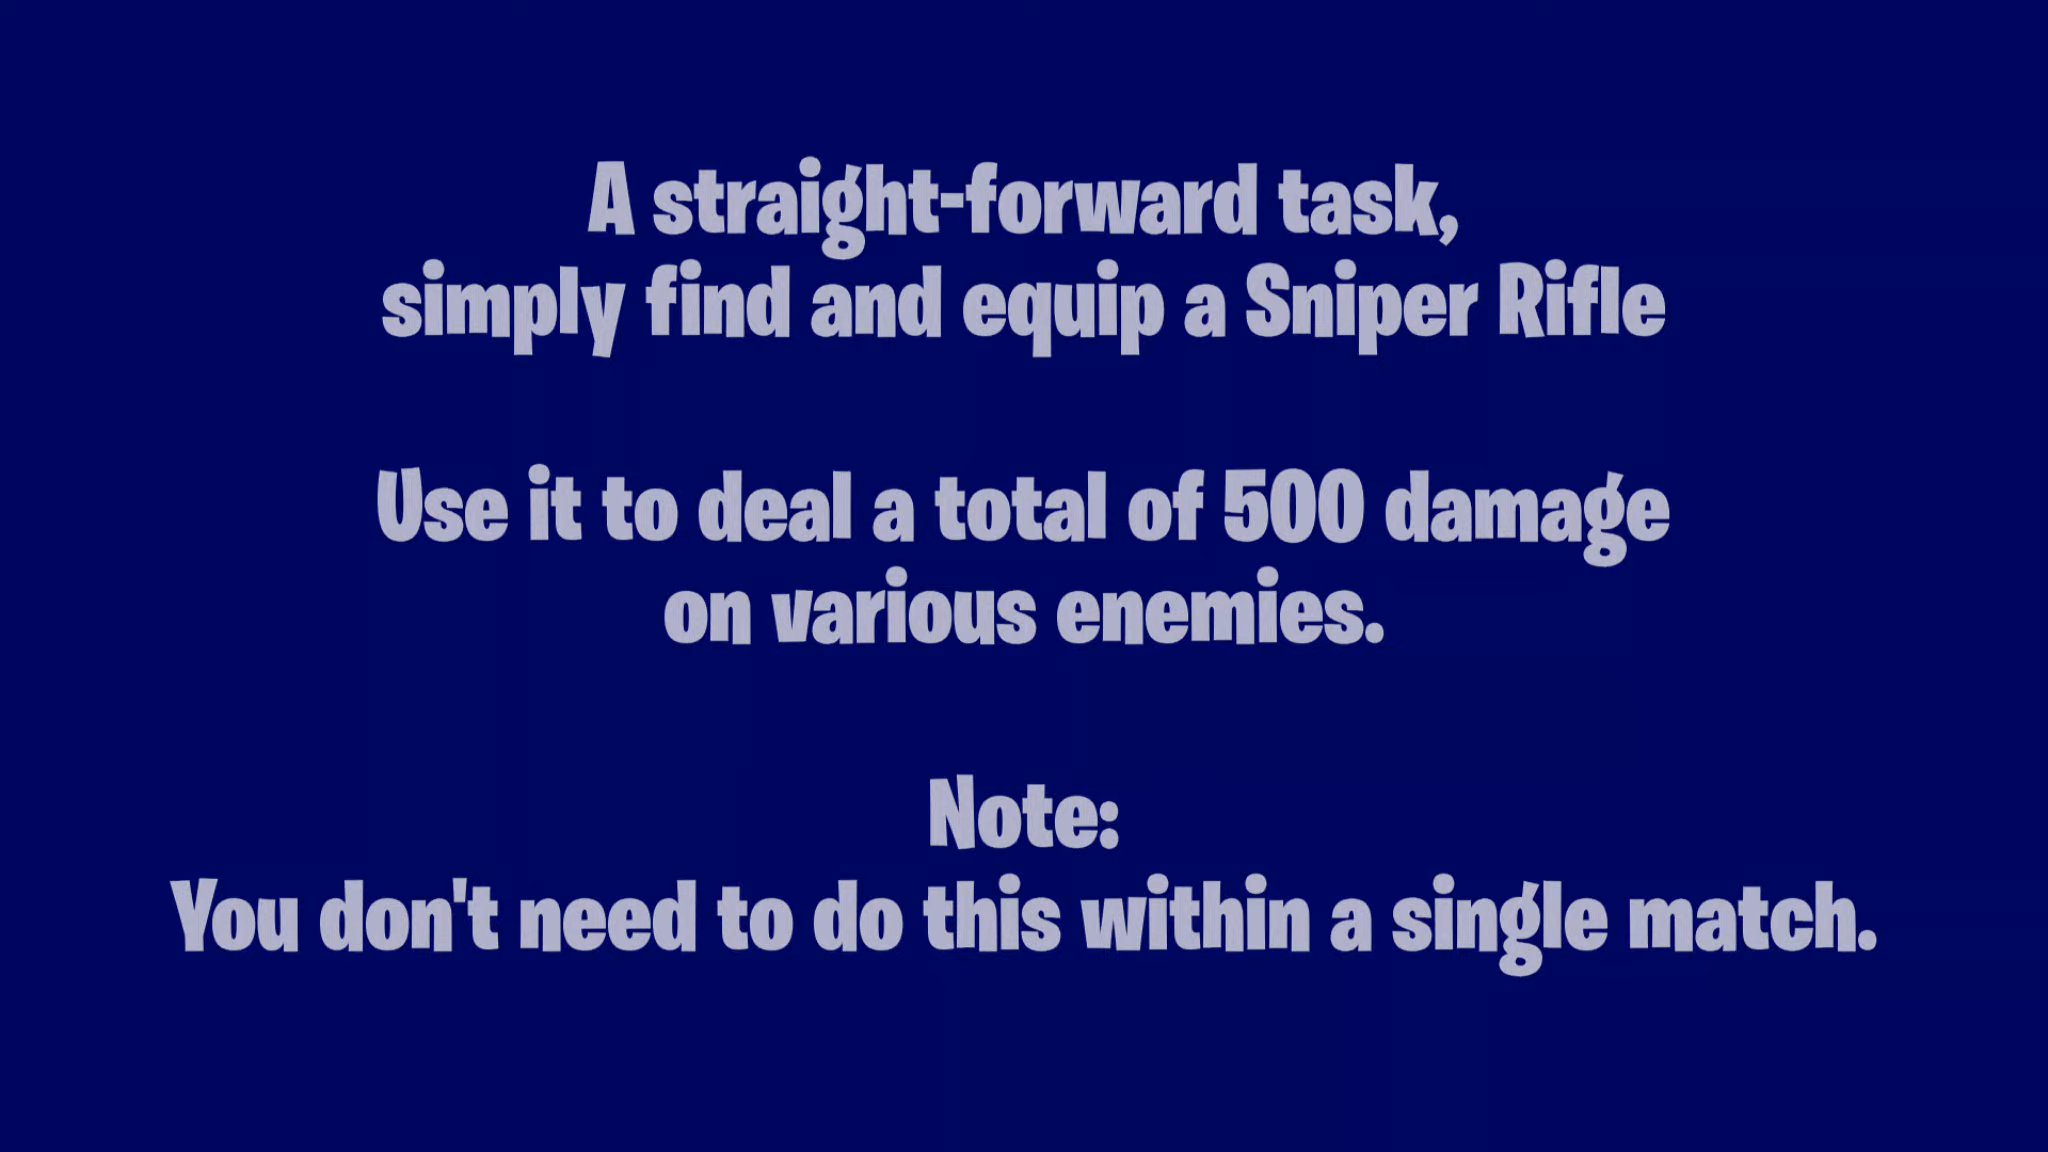 A straight-forward task,
simply find and equip a Sniper Rifle
Use it to deal a total of 500 damage
on various enemies.
Note:
You don't need to do this within a single match.